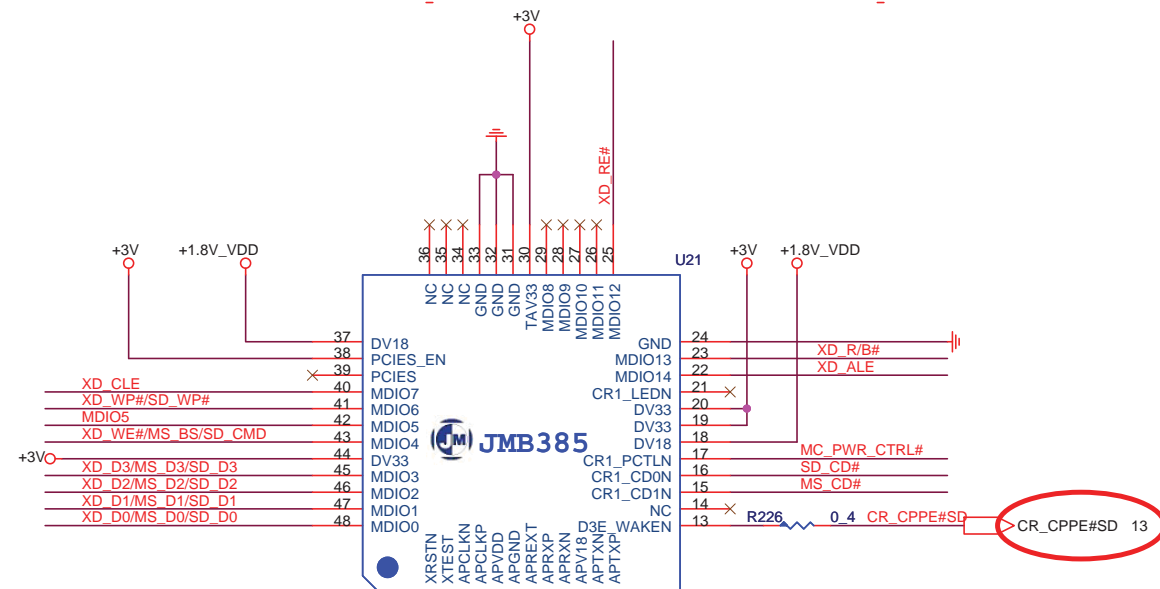 +3V
XD_RE#
36 35 34 33 32 31 30 29 28 27 26 25
U21
+3V +1.8V_VDD
+3V +1.8V_VDD
NC NC NC GND GND GND TAV33 MDIO8 MDIO9 MDIO10 MDIO11 MDIO12
37 DV18
38 PCIES_EN
39 PCIES
XD_CLE 40 MDIO7
XD_WP#/SD_WP# 41 MDIO6
MDIO5 42 MDIO5
XD_WE#/MS_BS/SD_CMD 43 MDIO4
+3V 44 DV33
XD_D3/MS_D3/SD_D3 45 MDIO3
XD_D2/MS_D2/SD_D2 46 MDIO2
XD_D1/MS_D1/SD_D1 47 MDIO1
XD_D0/MS_D0/SD_D0 48 MDIO0
JM JMB385
GND 24
MDIO13 23 XD_R/B#
MDIO14 22 XD_ALE
CR1_LEDN 21
DV33 20
DV33 19
DV18 18
CR1_PCTLN 17 MC_PWR_CTRL#
CR1_CD0N 16 SD_CD#
CR1_CD1N 15 MS_CD#
NC 14
D3E_WAKEN 13 R226 0_4 CR_CPPE#SD CR_CPPE#SD 13
XRSTN XTEST APCLKN APCLKP APVDD APGND APREXT APRXP APRXN APV18 APTXN APTXP